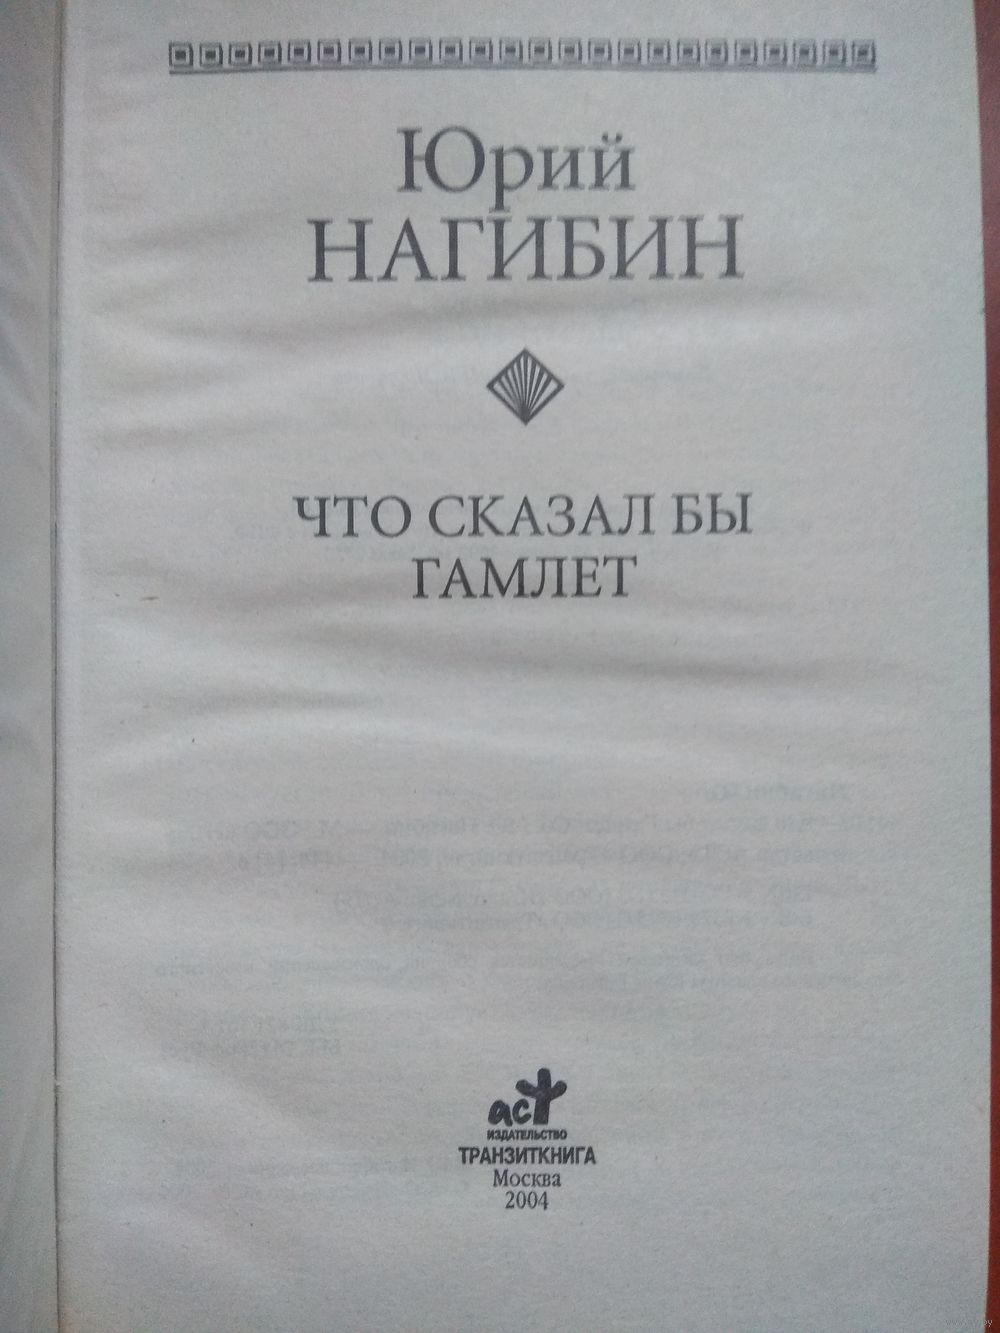 Юрий
НАГИБИН
ЧТО СКАЗАЛ БЫ
ГАМЛЕТ
аст
ИЗДАТЕЛЬСТВО
ТРАНЗИТКНИГА
Москва
2004